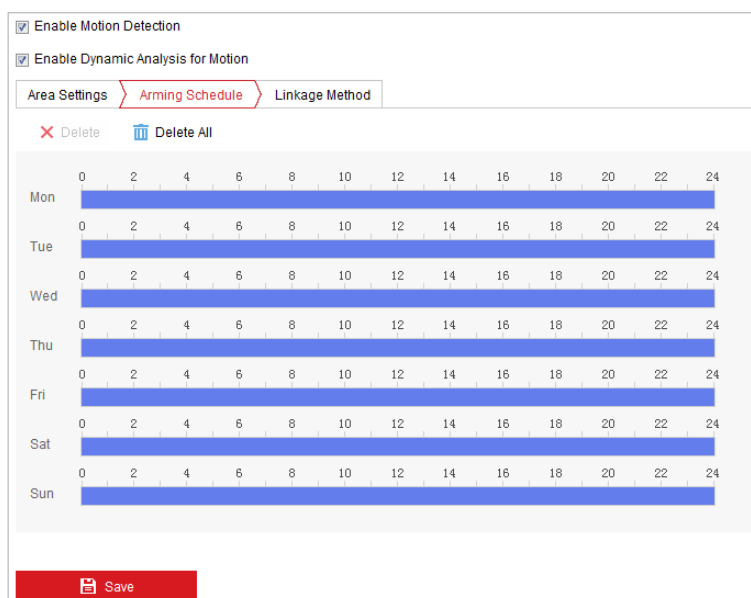 Enable Motion Detection
Enable Dynamic Analysis for Motion
Area Settings Arming Schedule Linkage Method
Delete Delete All
0 2 4 6 8 10 12 14 16 18 20 22 24
Mon
0 2 4 6 8 10 12 14 16 18 20 22 24
Tue
0 2 4 6 8 10 12 14 16 18 20 22 24
Wed
0 2 4 6 8 10 12 14 16 18 20 22 24
Thu
0 2 4 6 8 10 12 14 16 18 20 22 24
Fri
0 2 4 6 8 10 12 14 16 18 20 22 24
Sat
0 2 4 6 8 10 12 14 16 18 20 22 24
Sun
Save